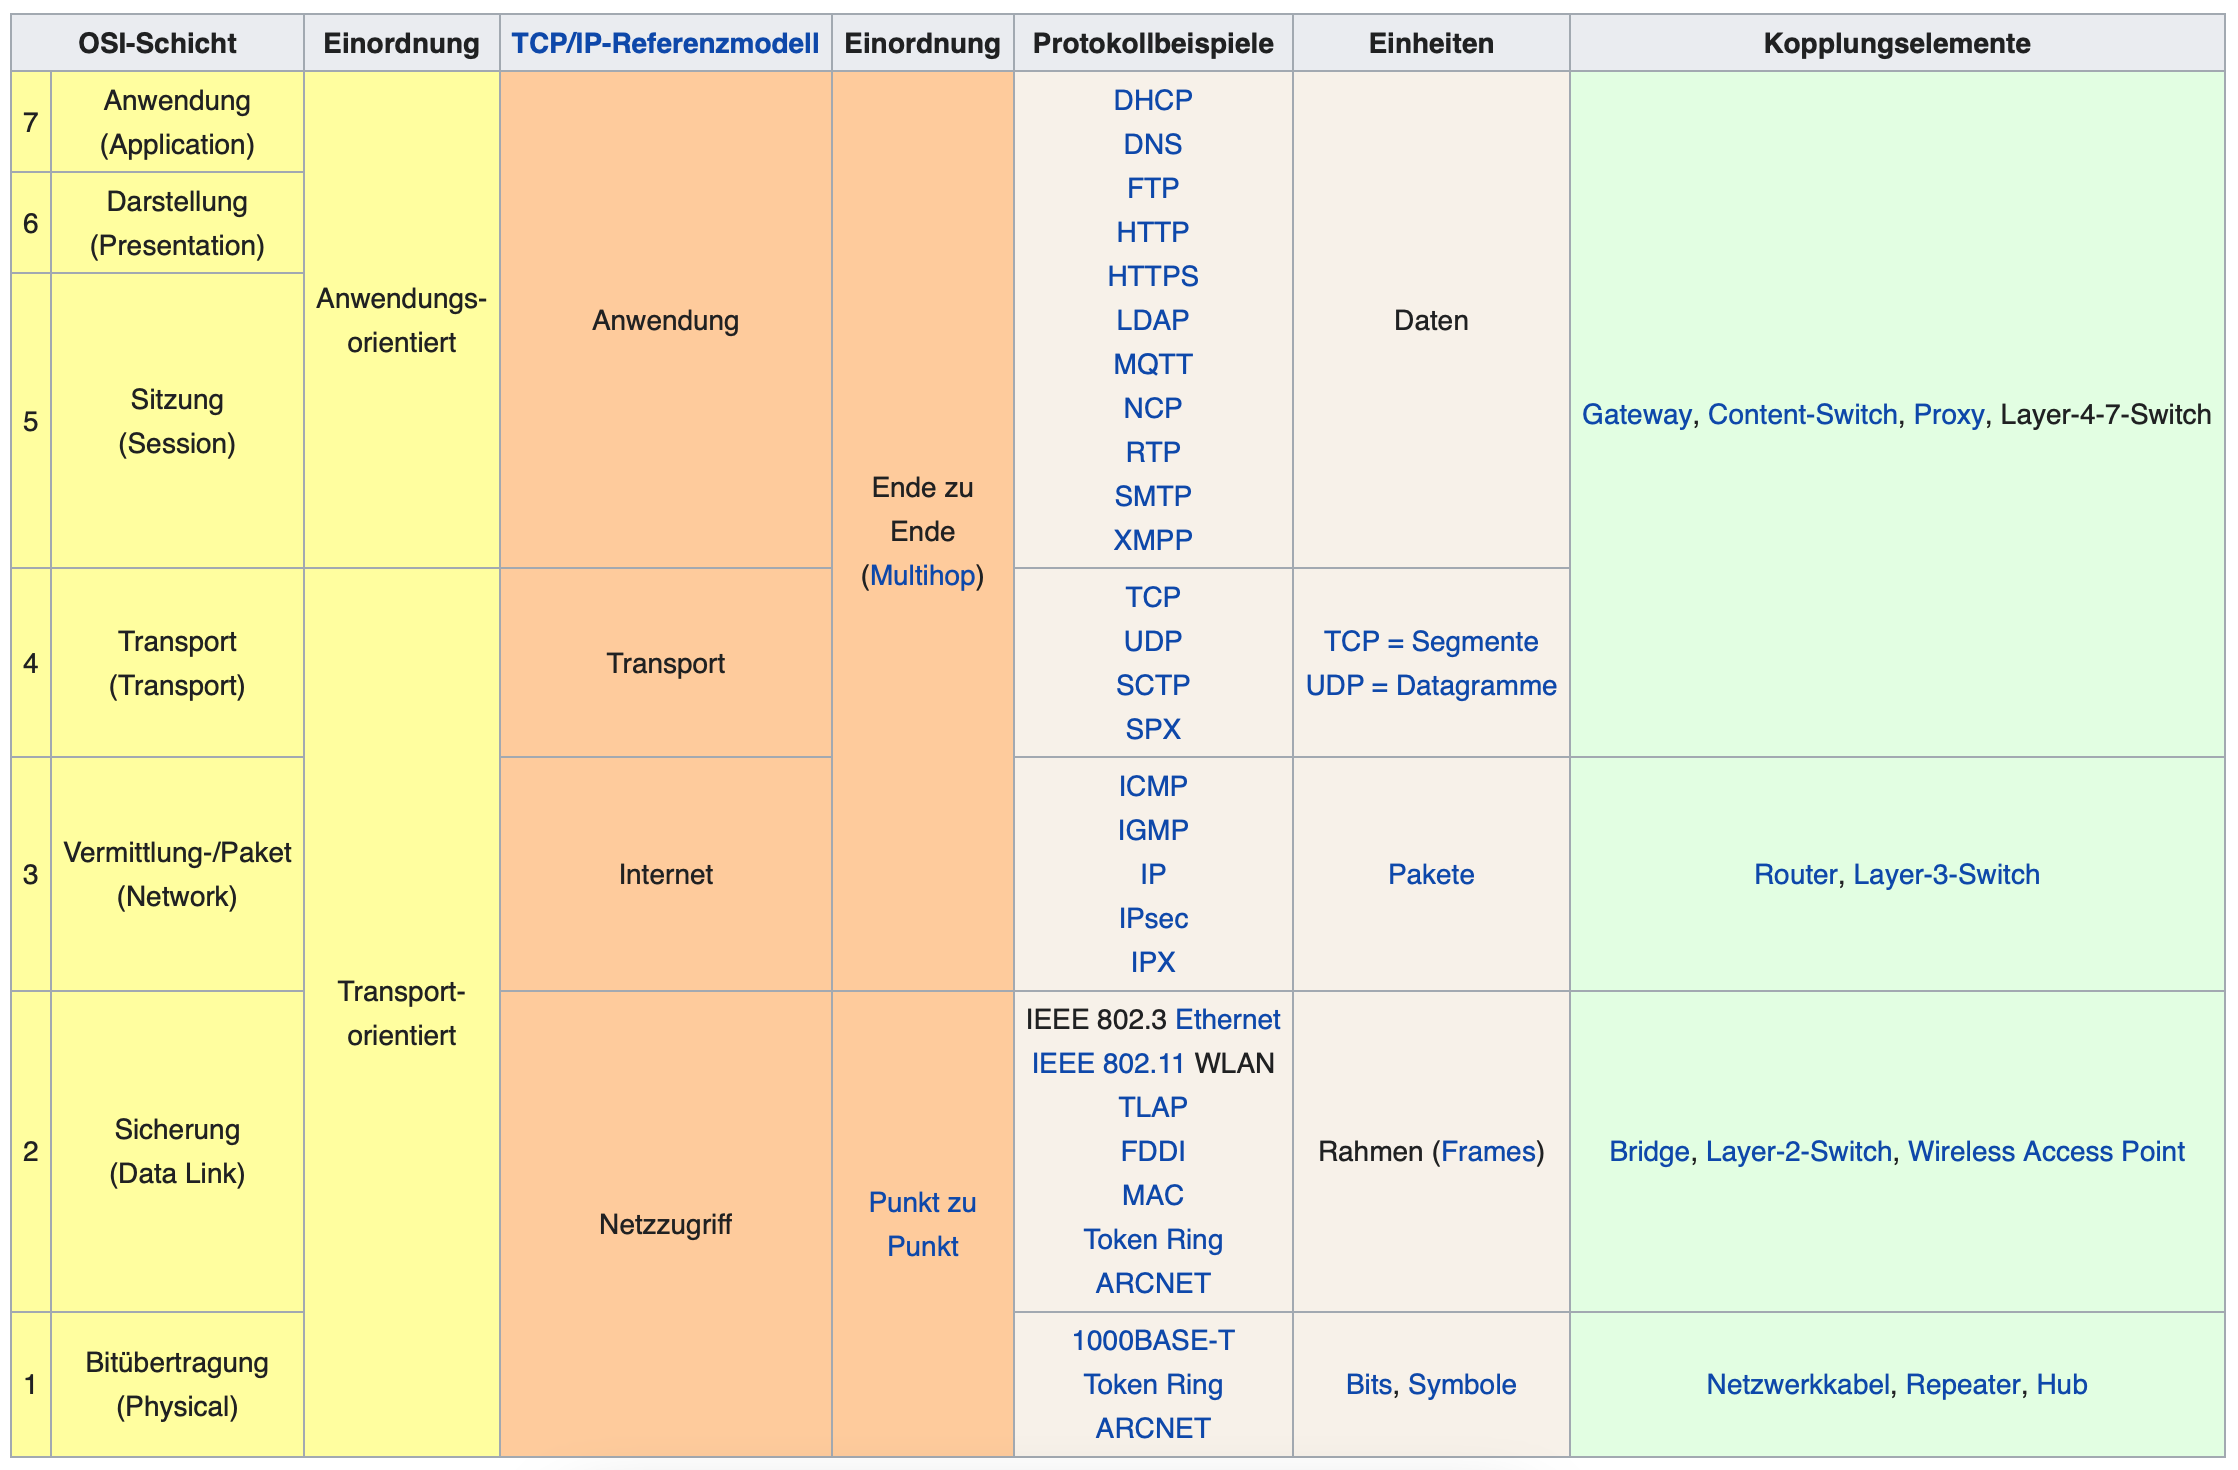 OSI-Schicht Einordnung TCP/IP-Referenzmodell Einordnung Protokollbeispiele Einheiten Kopplungselemente
7
Anwendung
(Application)
6
Darstellung
(Presentation)
5
Sitzung
(Session)
Anwendungs-
orientiert
Anwendung
Ende zu
Ende
(Multihop)
DHCP
DNS
FTP
HTTP
HTTPS
LDAP
MQTT
NCP
RTP
SMTP
XMPP
Daten
Gateway, Content-Switch, Proxy, Layer-4-7-Switch
4
Transport
(Transport)
Transport-
orientiert
Transport
TCP
UDP
SCTP
SPX
TCP = Segmente
UDP = Datagramme
3
Vermittlung-/Paket
(Network)
Internet
ICMP
IGMP
IP
IPsec
IPX
Pakete
Router, Layer-3-Switch
2
Sicherung
(Data Link)
Netzzugriff
Punkt zu
Punkt
IEEE 802.3 Ethernet
IEEE 802.11 WLAN
TLAP
FDDI
MAC
Token Ring
ARCNET
Rahmen (Frames)
Bridge, Layer-2-Switch, Wireless Access Point
1
Bitübertragung
(Physical)
1000BASE-T
Token Ring
ARCNET
Bits, Symbole
Netzwerkkabel, Repeater, Hub